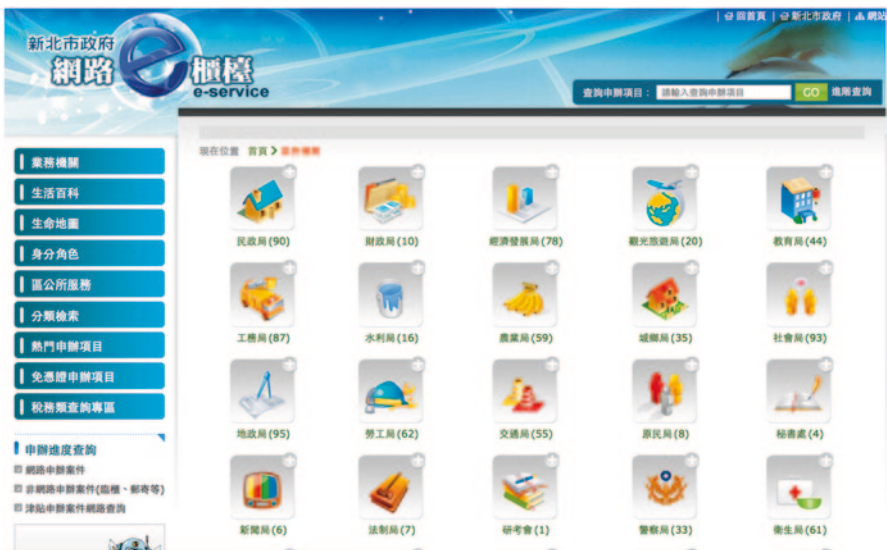 回首頁 | 新北市政府 | 網站
新北市政府
網路e櫃檯
e-service
查詢申辦項目： 請輸入查詢申辦項目 GO 進階查詢
現在位置 首頁 > 業務機關
業務機關
生活百科
生命地圖
身分角色
區公所服務
分類檢索
熱門申辦項目
免憑證申辦項目
稅務類查詢專區
申辦進度查詢
網路申辦案件
非網路申辦案件(臨櫃、郵寄等)
津貼申辦案件網路查詢
民政局(90) 財政局(10) 經濟發展局(78) 觀光旅遊局(20) 教育局(44)
工務局(87) 水利局(16) 農業局(59) 城鄉局(35) 社會局(93)
地政局(95) 勞工局(62) 交通局(55) 原民局(8) 秘書處(4)
新聞局(6) 法制局(7) 研考會(1) 警察局(33) 衛生局(61)